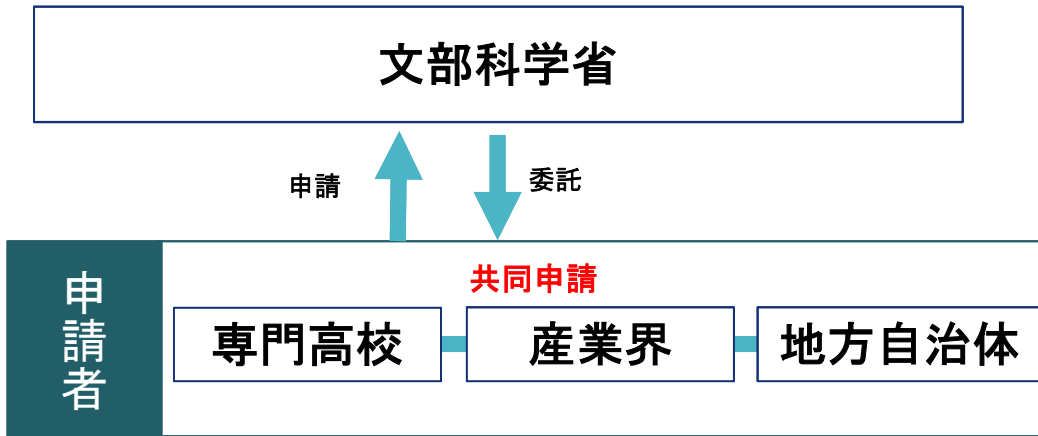 文部科学省
申請
委託
申請者
共同申請
専門高校
産業界
地方自治体